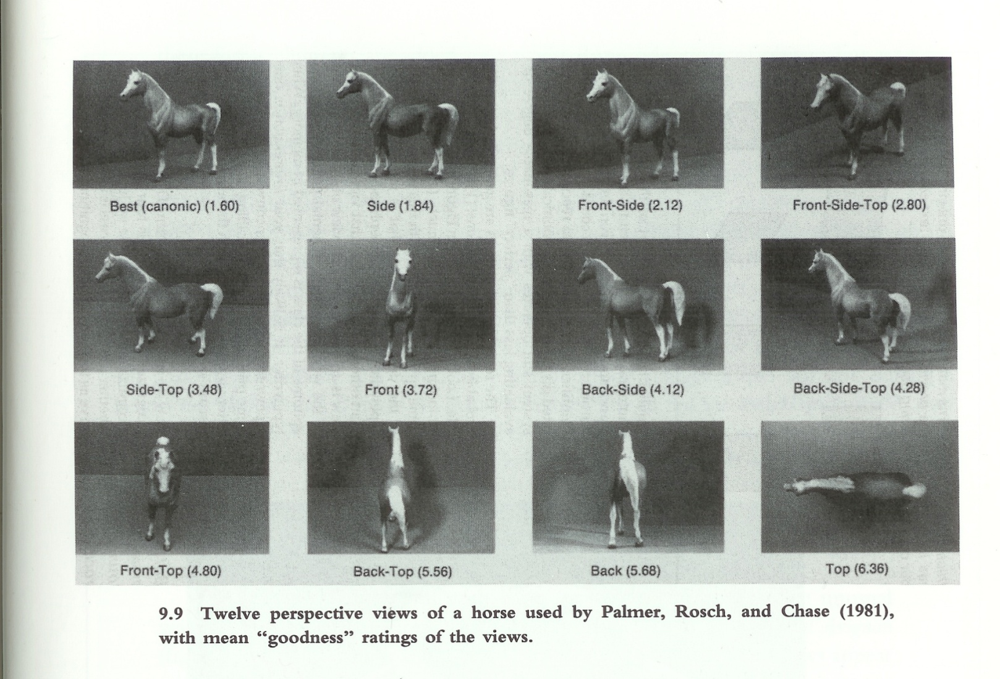 Best (canonic) (1.60)
Side (1.84)
Front-Side (2.12)
Front-Side-Top (2.80)
Side-Top (3.48)
Front (3.72)
Back-Side (4.12)
Back-Side-Top (4.28)
Front-Top (4.80)
Back-Top (5.56)
Back (5.68)
Top (6.36)
9.9 Twelve perspective views of a horse used by Palmer, Rosch, and Chase (1981),
with mean “goodness” ratings of the views.